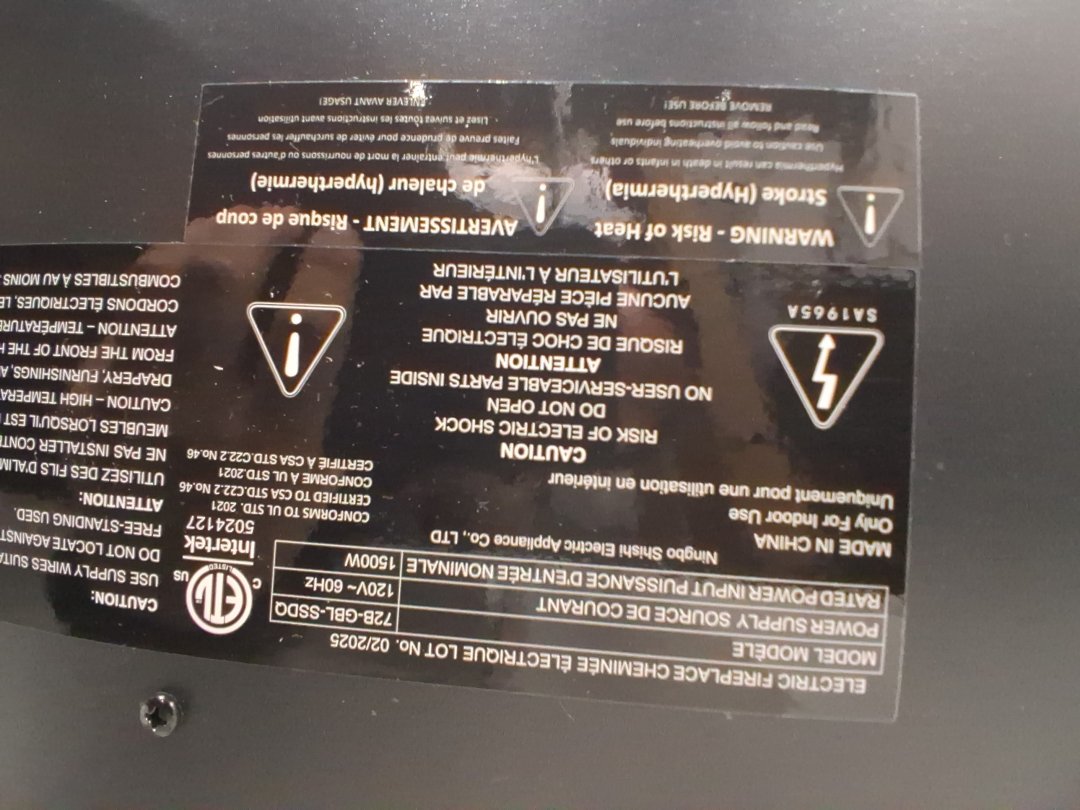 ELECTRIC FIREPLACE CHEMINÉE ÉLECTRIQUE LOT No. 02/2025
MODEL MODÈLE 72B-GBL-SSDQ
POWER SUPPLY SOURCE DE COURANT 120V~ 60Hz
RATED POWER INPUT PUISSANCE D'ENTRÉE NOMINALE 1500W
Ningbo Shishi Electric Appliance Co., LTD
MADE IN CHINA
Only For Indoor Use
Uniquement pour une utilisation en intérieur
ETL
LISTED
C US
Intertek
5024127
CONFORMS TO UL STD. 2021
CERTIFIED TO CSA STD.C22.2 No.46
CONFORME À UL STD.2021
CERTIFIÉ À CSA STD.C22.2 No.46
CAUTION
RISK OF ELECTRIC SHOCK
DO NOT OPEN
NO USER-SERVICEABLE PARTS INSIDE
ATTENTION
RISQUE DE CHOC ÉLECTRIQUE
NE PAS OUVRIR
AUCUNE PIÈCE RÉPARABLE PAR
L'UTILISATEUR À L'INTÉRIEUR
SA1965A
CAUTION:
USE SUPPLY WIRES
DO NOT LOCATE AGAINST
FREE-STANDING USED.
ATTENTION:
UTILISEZ DES FILS
NE PAS INSTALLER
MEUBLES LORSQU'IL EST
CAUTION – HIGH
DRAPERY, FURNISHINGS,
FROM THE FRONT OF THE
ATTENTION –
CORDONS ÉLECTRIQUES,
COMBUSTIBLES À AU MOINS
WARNING - Risk of Heat
Stroke (Hyperthermia)
Hyperthermia can result in death in infants or others
Use caution to avoid overheating individuals
Read and follow all instructions before use
REMOVE BEFORE USE!
AVERTISSEMENT - Risque de coup
de chaleur (hyperthermie)
L'hyperthermie peut entraîner la mort de nourrissons ou d'autres personnes
Faites preuve de prudence pour éviter de surchauffer les personnes
Lisez et suivez toutes les instructions avant utilisation
ENLEVER AVANT USAGE!